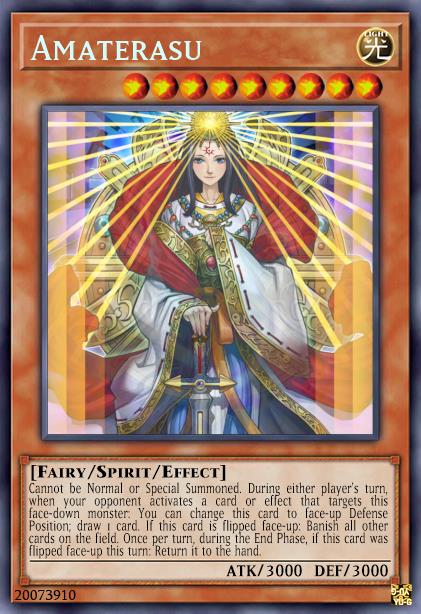 AMATERASU
LIGHT
光
[FAIRY/SPIRIT/EFFECT]
Cannot be Normal or Special Summoned. During either player's turn,
when your opponent activates a card or effect that targets this
face-down monster: You can change this card to face-up Defense
Position; draw 1 card. If this card is flipped face-up: Banish all other
cards on the field. Once per turn, during the End Phase, if this card was
flipped face-up this turn: Return it to the hand.
ATK/3000 DEF/3000
20073910